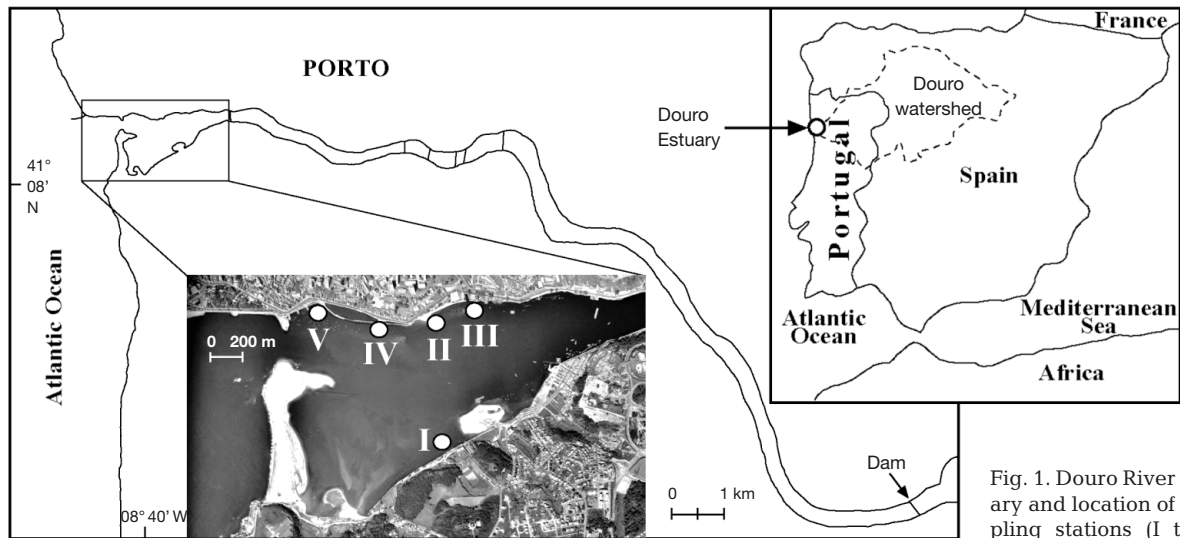 PORTO
41°
08'
N
Atlantic Ocean
08° 40' W
0 200 m
V
IV
II
III
I
0 1 km
Dam
Douro
Estuary
France
Douro
watershed
Portugal
Spain
Atlantic
Ocean
Mediterranean
Sea
Africa
Fig. 1. Douro River
ary and location of
pling stations (I t